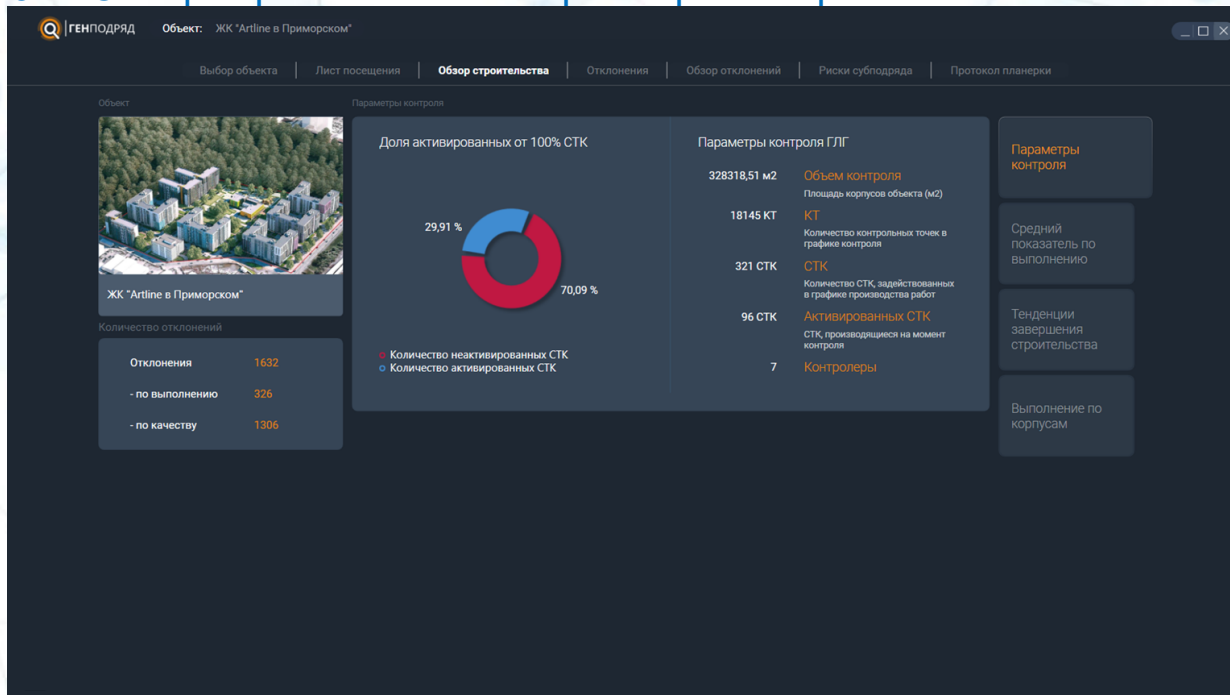 ГЕНПОДРЯД
Объект: ЖК "Artline в Приморском"
Выбор объекта
Лист посещения
Обзор строительства
Отклонения
Обзор отклонений
Риски субподряда
Протокол планерки
Объект
ЖК "Artline в Приморском"
Количество отклонений
Отклонения 1632
- по выполнению 326
- по качеству 1306
Параметры контроля
Доля активированных от 100% СТК
29,91 %
70,09 %
Количество неактивированных СТК
Количество активированных СТК
Параметры контроля ГЛГ
328318,51 м2 Объем контроля
Площадь корпусов объекта (м2)
18145 КТ КТ
Количество контрольных точек в
графике контроля
321 СТК СТК
Количество СТК, задействованных
в графике производства работ
96 СТК Активированных СТК
СТК, производящиеся на момент
контроля
7 Контролеры
Параметры
контроля
Средний
показатель по
выполнению
Тенденции
завершения
строительства
Выполнение по
корпусам